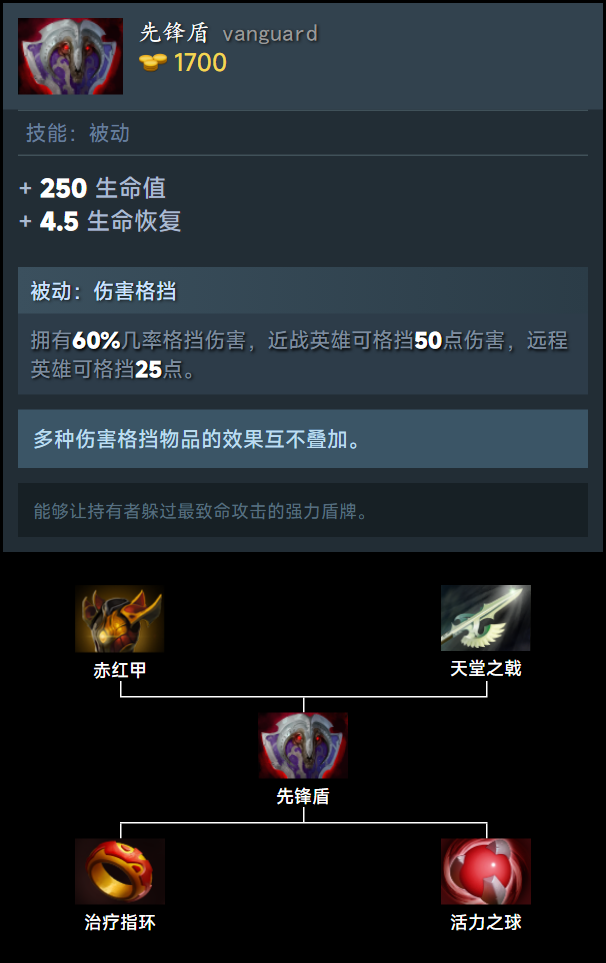 先锋盾 vanguard
1700
技能：被动
+ 250 生命值
+ 4.5 生命恢复
被动：伤害格挡
拥有60%几率格挡伤害，近战英雄可格挡50点伤害，远程
英雄可格挡25点。
多种伤害格挡物品的效果互不叠加。
能够让持有者躲过最致命攻击的强力盾牌。
赤红甲
天堂之戟
先锋盾
治疗指环
活力之球